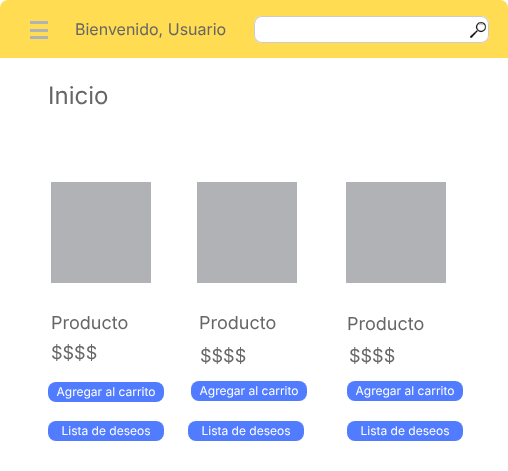 Bienvenido, Usuario
Inicio
Producto
$$$$
Agregar al carrito
Lista de deseos
Producto
$$$$
Agregar al carrito
Lista de deseos
Producto
$$$$
Agregar al carrito
Lista de deseos